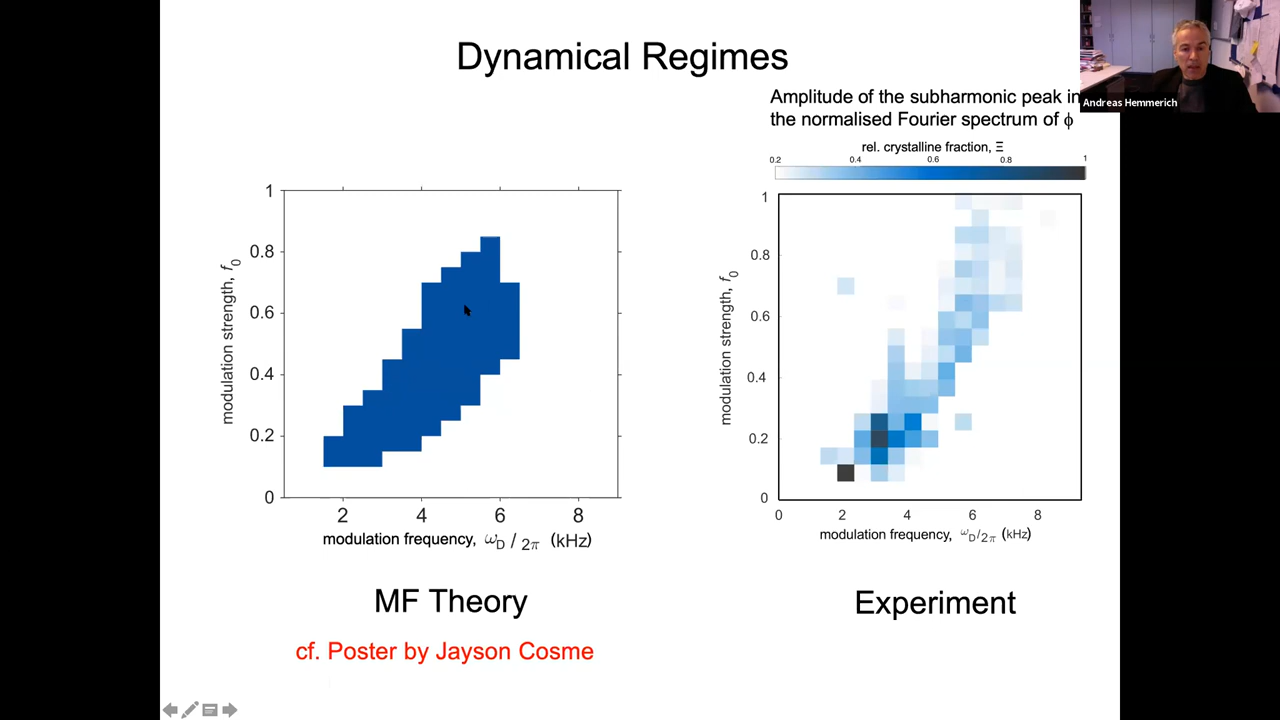 Dynamical Regimes
Andreas Hemmerich
Amplitude of the subharmonic peak in
the normalised Fourier spectrum of ϕ
rel. crystalline fraction, Ξ
0.2 0.4 0.6 0.8 1
1
0.8
0.6
0.4
0.2
0
modulation strength, f0
2 4 6 8
modulation frequency, ωD / 2π (kHz)
MF Theory
cf. Poster by Jayson Cosme
1
0.8
0.6
0.4
0.2
0
modulation strength, f0
0 2 4 6 8
modulation frequency, ωD/2π (kHz)
Experiment